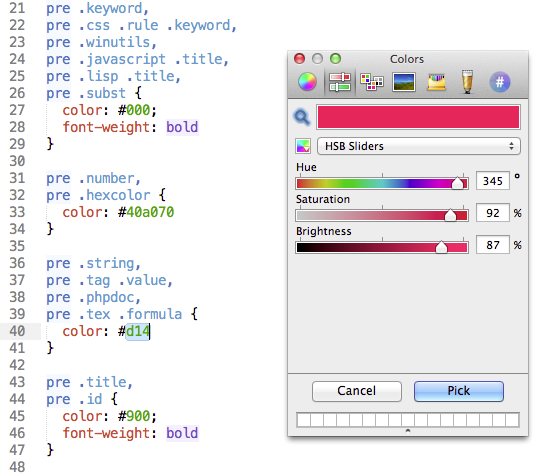 21 pre .keyword,
22 pre .css .rule .keyword,
23 pre .winutils,
24 pre .javascript .title,
25 pre .lisp .title,
26 pre .subst {
27 color: #000;
28 font-weight: bold
29 }
30
31 pre .number,
32 pre .hexcolor {
33 color: #40a070
34 }
35
36 pre .string,
37 pre .tag .value,
38 pre .phpdoc,
39 pre .tex .formula {
40 color: #d14
41 }
42
43 pre .title,
44 pre .id {
45 color: #900;
46 font-weight: bold
47 }
48
Colors
#
HSB Sliders
Hue
345 °
Saturation
92 %
Brightness
87 %
Cancel Pick